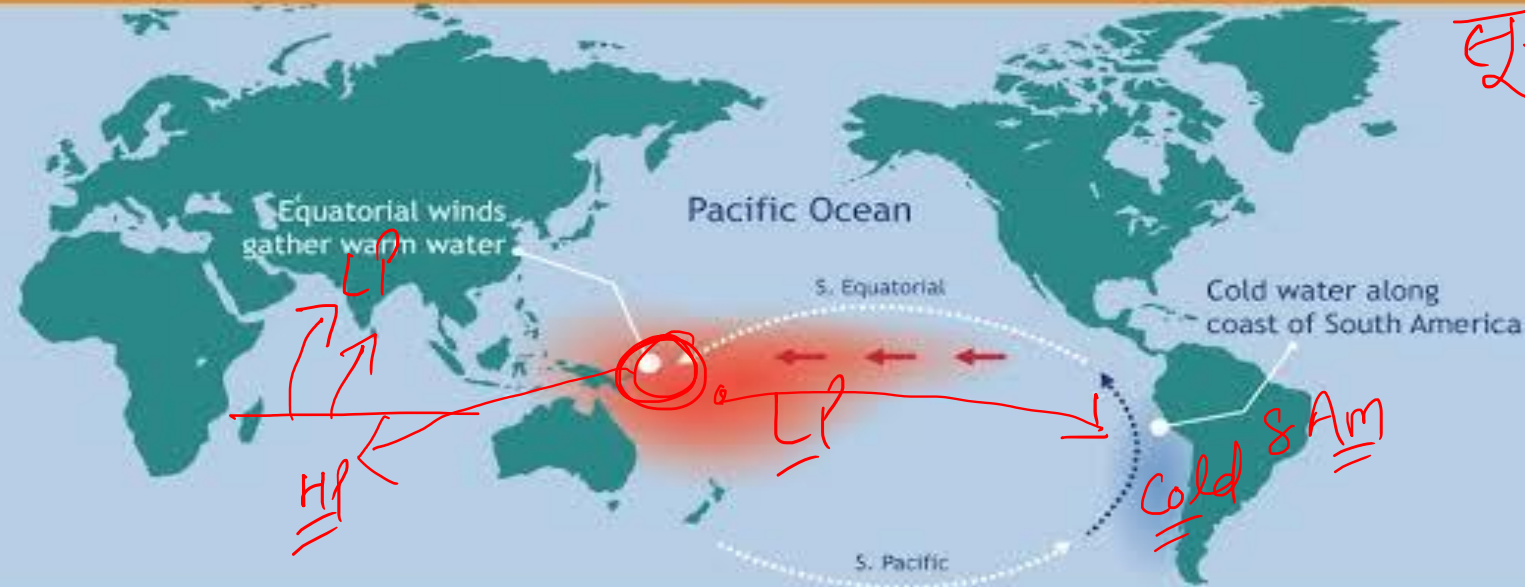 Equatorial winds
gather warm water
Pacific Ocean
S. Equatorial
Cold water along
coast of South America
LP
HP
LP
Cold S Am
S. Pacific